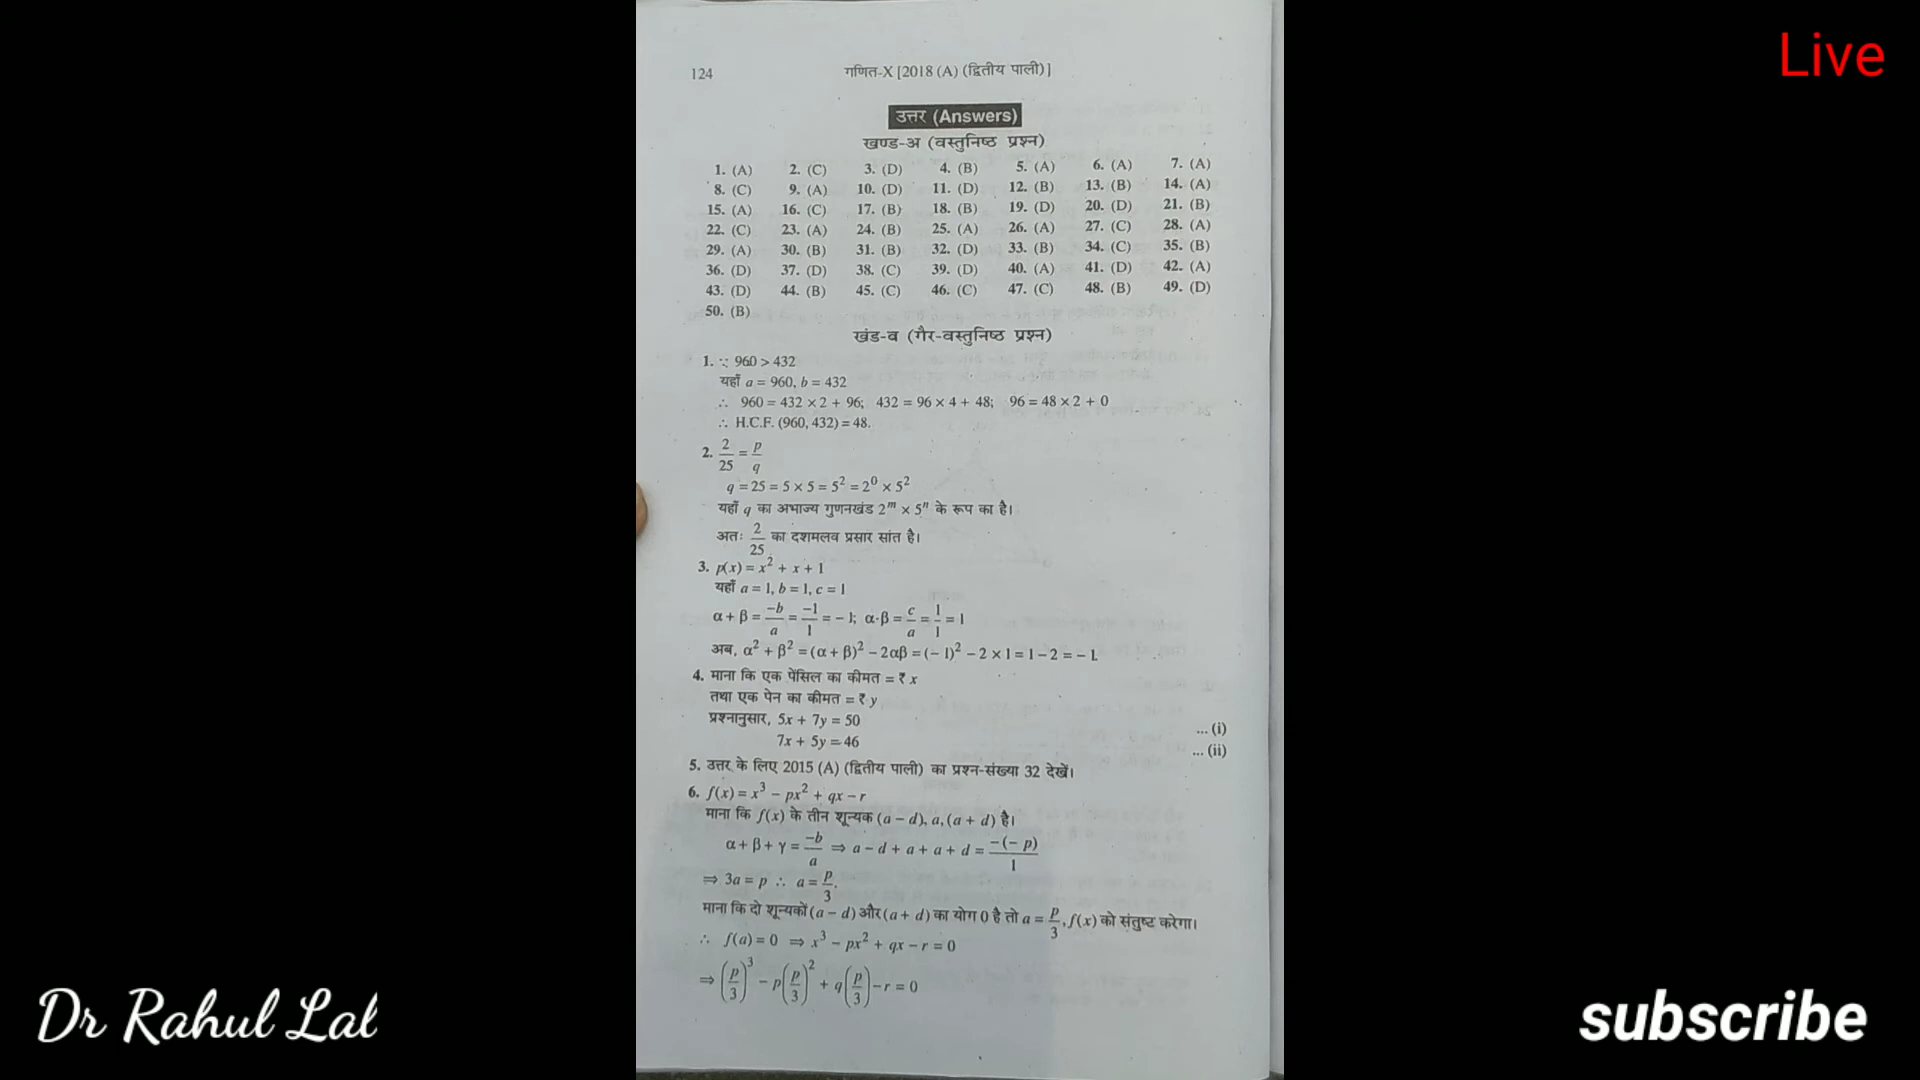 Live
124 गणित-X [2018 (A) (द्वितीय पाली)]
उत्तर (Answers)
खण्ड-अ (वस्तुनिष्ठ प्रश्न)
1. (A) 2. (C) 3. (D) 4. (B) 5. (A) 6. (A) 7. (A)
8. (C) 9. (A) 10. (D) 11. (D) 12. (B) 13. (B) 14. (A)
15. (A) 16. (C) 17. (B) 18. (B) 19. (D) 20. (D) 21. (B)
22. (C) 23. (A) 24. (B) 25. (A) 26. (A) 27. (C) 28. (A)
29. (A) 30. (B) 31. (B) 32. (D) 33. (B) 34. (C) 35. (B)
36. (D) 37. (D) 38. (C) 39. (D) 40. (A) 41. (D) 42. (A)
43. (D) 44. (B) 45. (C) 46. (C) 47. (C) 48. (B) 49. (D)
50. (B)
खंड-ब (गैर-वस्तुनिष्ठ प्रश्न)
1. ∵ 960 > 432
यहाँ a = 960, b = 432
∴ 960 = 432 × 2 + 96; 432 = 96 × 4 + 48; 96 = 48 × 2 + 0
∴ H.C.F. (960, 432) = 48.
2. 2/25 = p/q
q = 25 = 5 × 5 = 5² = 2⁰ × 5²
यहाँ q का अभाज्य गुणनखंड 2ᵐ × 5ⁿ के रूप का है।
अतः 2/25 का दशमलव प्रसार सांत है।
3. p(x) = x² + x + 1
यहाँ a = 1, b = 1, c = 1
α + β = −b/a = −1/1 = − 1; α·β = c/a = 1/1 = 1
अब, α² + β² = (α + β)² − 2αβ = (− 1)² − 2 × 1 = 1 − 2 = − 1.
4. माना कि एक पेंसिल का कीमत = ₹ x
तथा एक पेन का कीमत = ₹ y
प्रश्नानुसार, 5x + 7y = 50 ... (i)
7x + 5y = 46 ... (ii)
5. उत्तर के लिए 2015 (A) (द्वितीय पाली) का प्रश्न-संख्या 32 देखें।
6. f(x) = x³ − px² + qx − r
माना कि f(x) के तीन शून्यक (a − d), a, (a + d) है।
α + β + γ = −b/a ⇒ a − d + a + a + d = −(− p)/1
⇒ 3a = p ∴ a = p/3.
माना कि दो शून्यकों (a − d) और (a + d) का योग 0 है तो a = p/3, f(x) को संतुष्ट करेगा।
∴ f(a) = 0 ⇒ x³ − px² + qx − r = 0
⇒ (p/3)³ − p(p/3)² + q(p/3) − r = 0
Dr Rahul Lal
subscribe